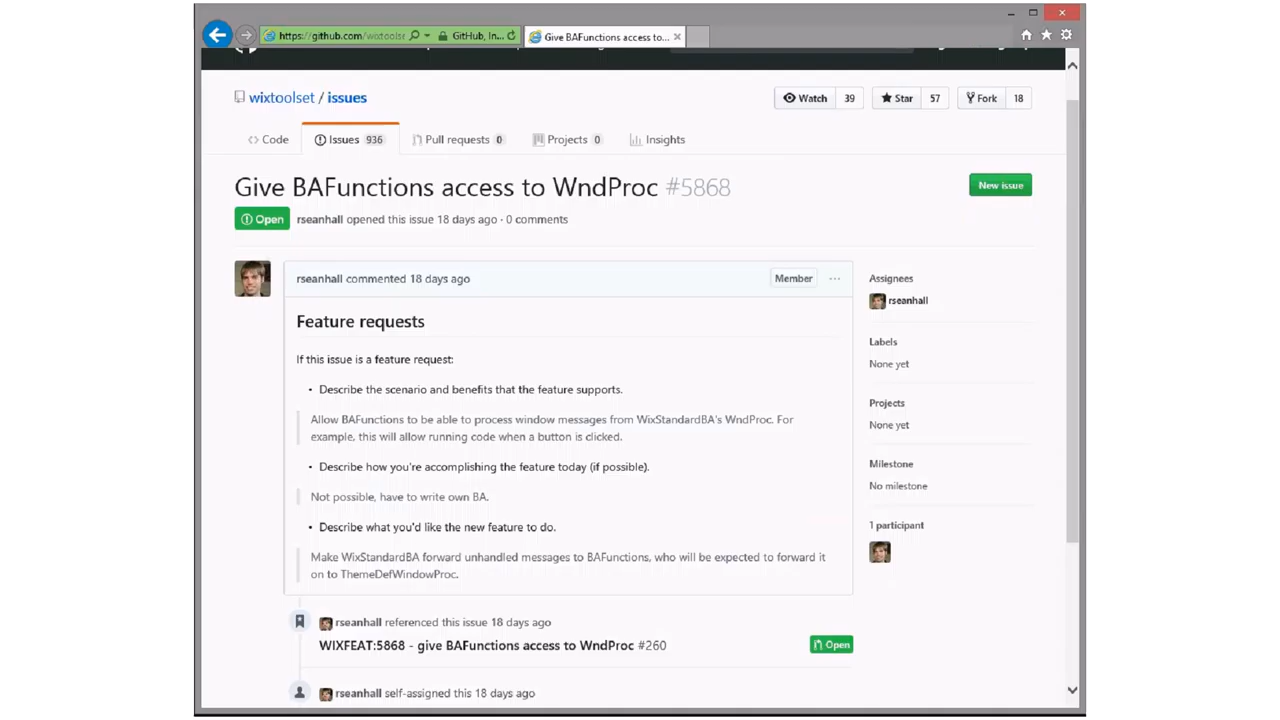 https://github.com/wixtoolse
GitHub, In...
Give BAFunctions access to...
wixtoolset / issues
Watch 39
Star 57
Fork 18
Code
Issues 936
Pull requests 0
Projects 0
Insights
Give BAFunctions access to WndProc #5868
New issue
Open
rseanhall opened this issue 18 days ago · 0 comments
rseanhall commented 18 days ago
Member
...
Feature requests
If this issue is a feature request:
• Describe the scenario and benefits that the feature supports.
Allow BAFunctions to be able to process window messages from WixStandardBA's WndProc. For
example, this will allow running code when a button is clicked.
• Describe how you're accomplishing the feature today (if possible).
Not possible, have to write own BA.
• Describe what you'd like the new feature to do.
Make WixStandardBA forward unhandled messages to BAFunctions, who will be expected to forward it
on to ThemeDefWindowProc.
rseanhall referenced this issue 18 days ago
WIXFEAT:5868 - give BAFunctions access to WndProc #260
Open
rseanhall self-assigned this 18 days ago
Assignees
rseanhall
Labels
None yet
Projects
None yet
Milestone
No milestone
1 participant